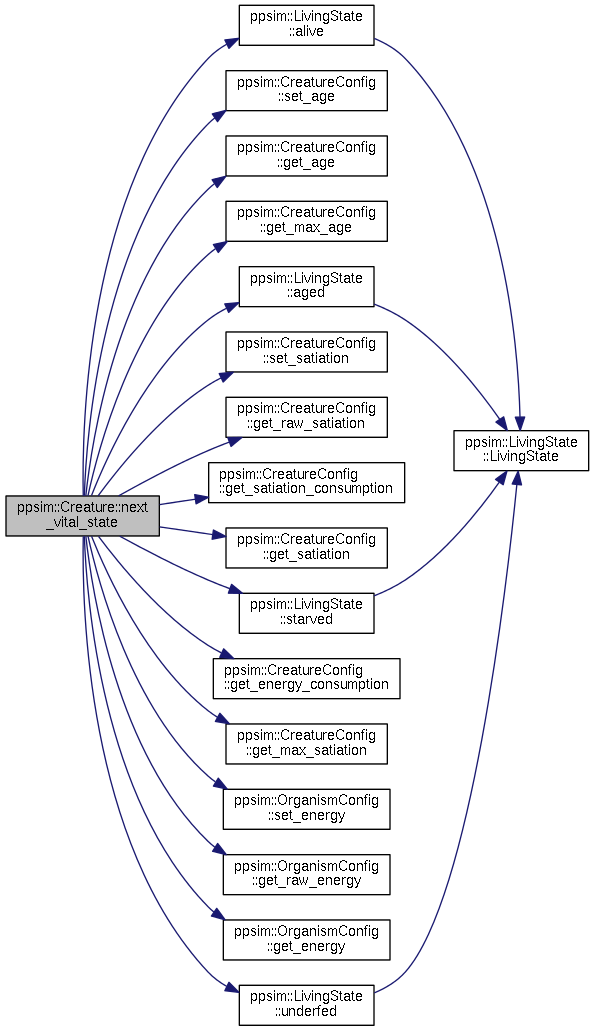 ppsim::LivingState
::alive
ppsim::CreatureConfig
::set_age
ppsim::CreatureConfig
::get_age
ppsim::CreatureConfig
::get_max_age
ppsim::LivingState
::aged
ppsim::CreatureConfig
::set_satiation
ppsim::CreatureConfig
::get_raw_satiation
ppsim::LivingState
::LivingState
ppsim::CreatureConfig
::get_satiation_consumption
ppsim::Creature::next
_vital_state
ppsim::CreatureConfig
::get_satiation
ppsim::LivingState
::starved
ppsim::CreatureConfig
::get_energy_consumption
ppsim::CreatureConfig
::get_max_satiation
ppsim::OrganismConfig
::set_energy
ppsim::OrganismConfig
::get_raw_energy
ppsim::OrganismConfig
::get_energy
ppsim::LivingState
::underfed